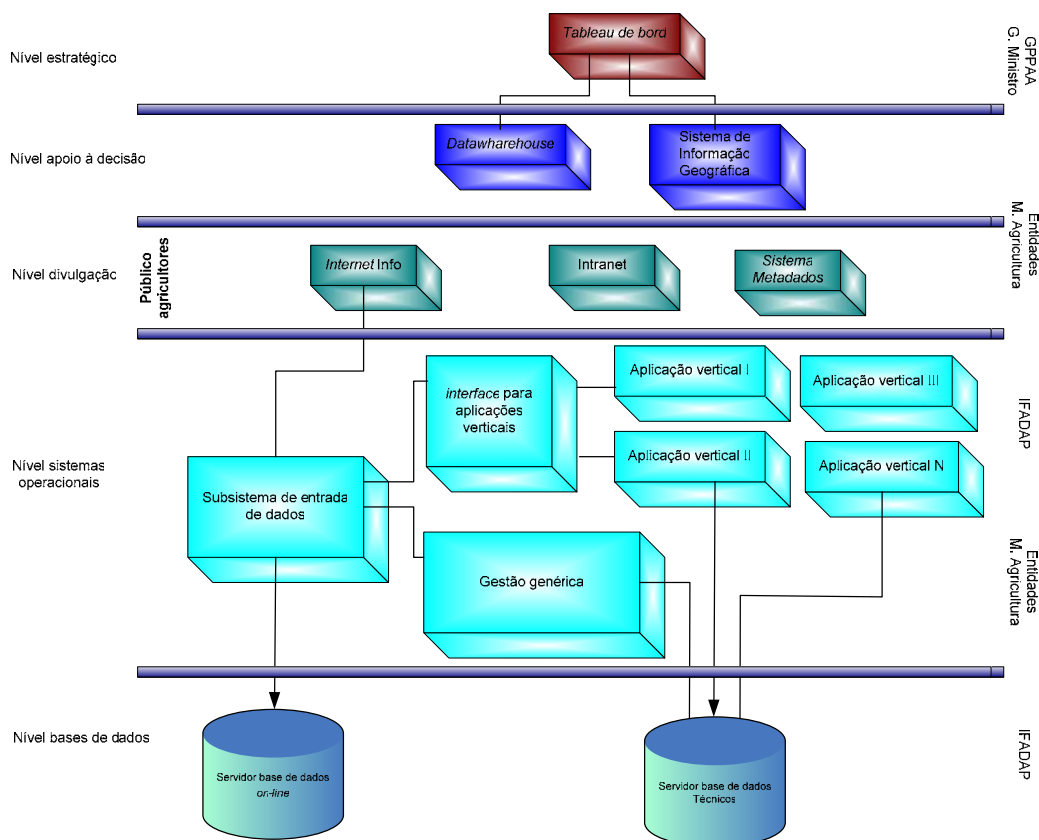 Tableau de bord
Nível estratégico
GPPAA
G. Ministro
Datawharehouse
Sistema de
Informação
Geográfica
Nível apoio à decisão
Entidades
M. Agricultura
Público
agricultores
Nível divulgação
Internet Info
Intranet
Sistema
Metadados
interface para
aplicações
verticais
Aplicação vertical I
Aplicação vertical III
IFADAP
Aplicação vertical II
Aplicação vertical N
Nível sistemas
operacionais
Subsistema de entrada
de dados
Gestão genérica
Entidades
M. Agricultura
Nível bases de dados
Servidor base de dados
on-line
Servidor base de dados
Técnicos
IFADAP